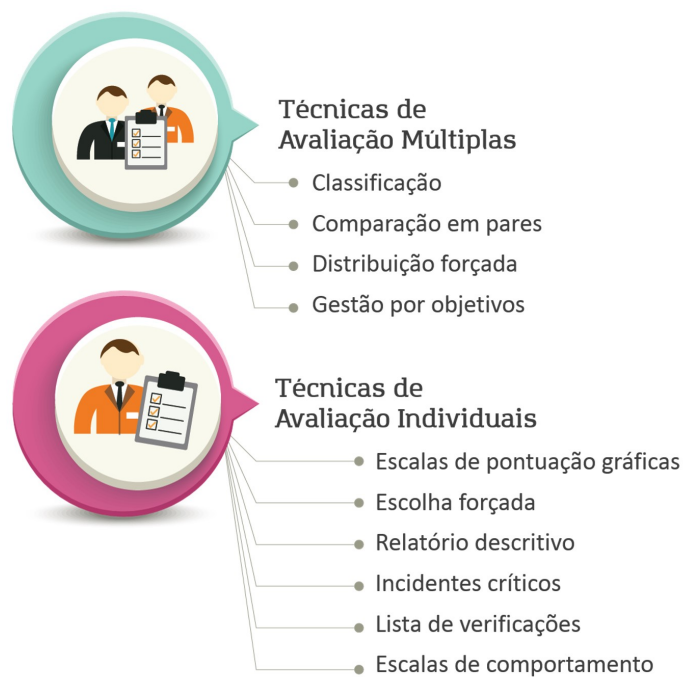 Técnicas de
Avaliação Múltiplas
Classificação
Comparação em pares
Distribuição forçada
Gestão por objetivos
Técnicas de
Avaliação Individuais
Escalas de pontuação gráficas
Escolha forçada
Relatório descritivo
Incidentes críticos
Lista de verificações
Escalas de comportamento